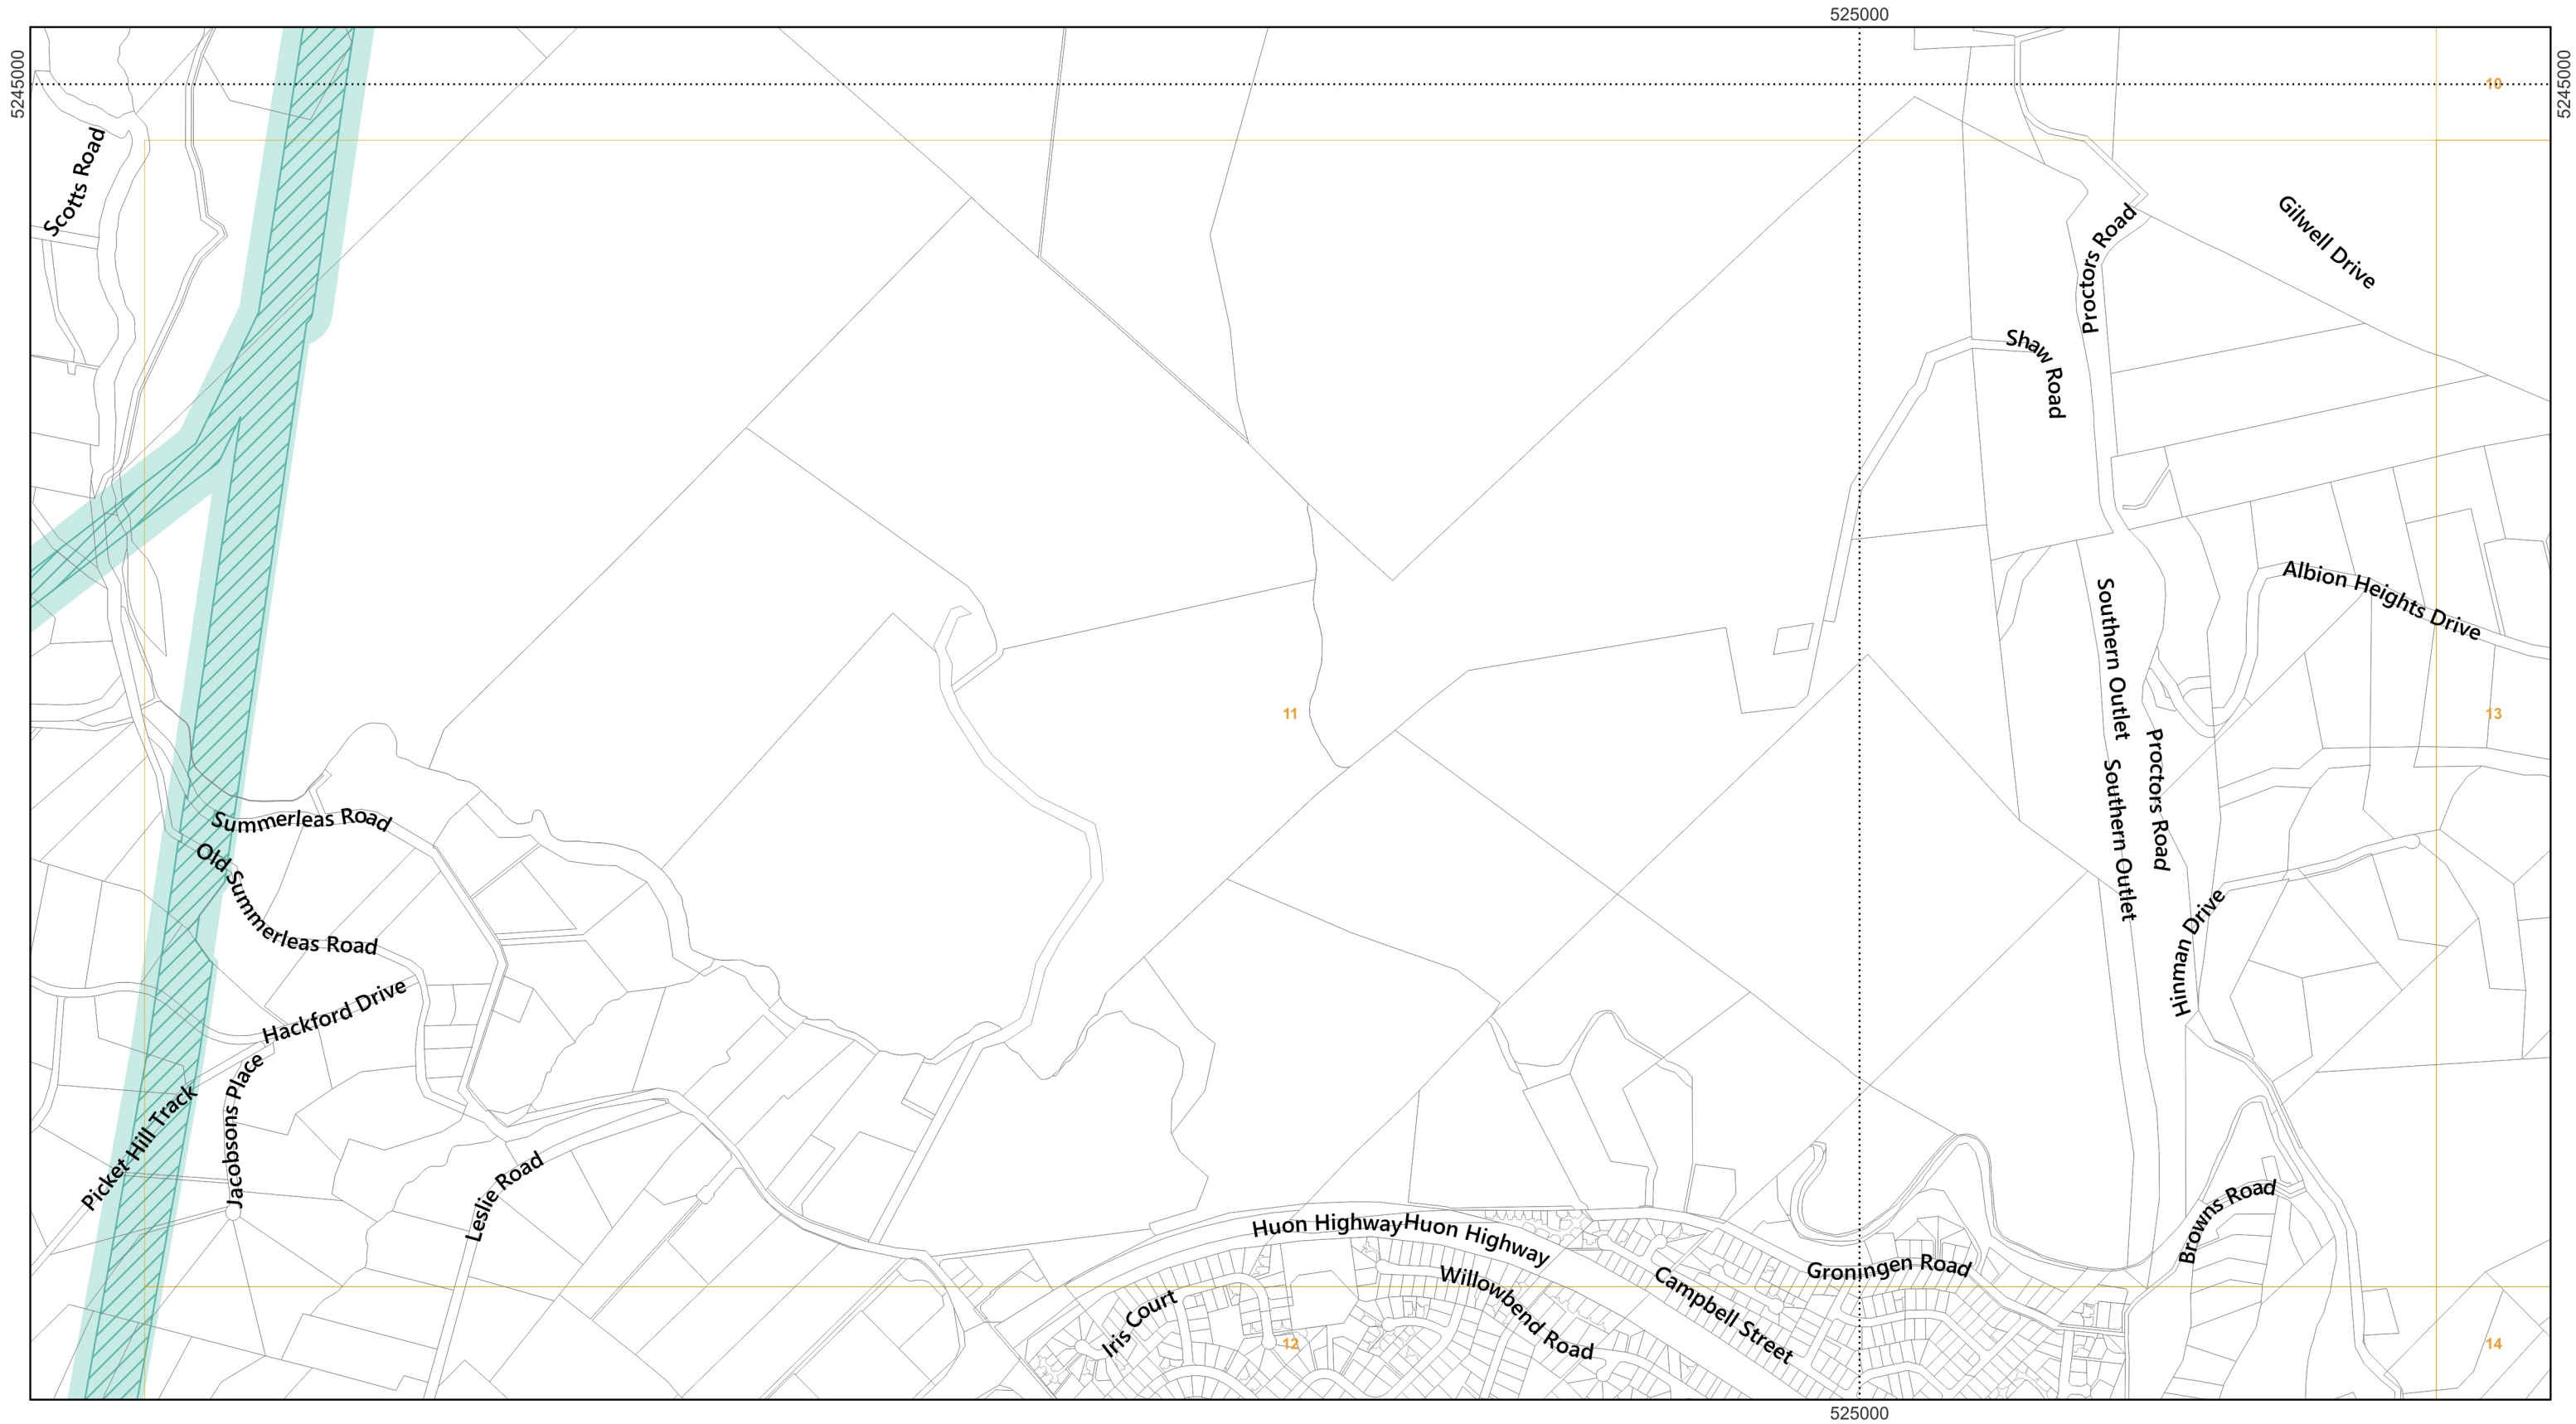 525000
5245000
5245000
10
Scotts Road
Gilwell Drive
Proctors Road
Shaw Road
Albion Heights Drive
Southern Outlet
11
13
Proctors Road
Southern Outlet
Summerleas Road
Old Summerleas Road
Hinman Drive
Hackford Drive
Jacobsons Place
Picket Hill Track
Leslie Road
Browns Road
Huon Highway
Huon Highway
Groningen Road
Willowbend Road
Campbell Street
Iris Court
12
14
525000